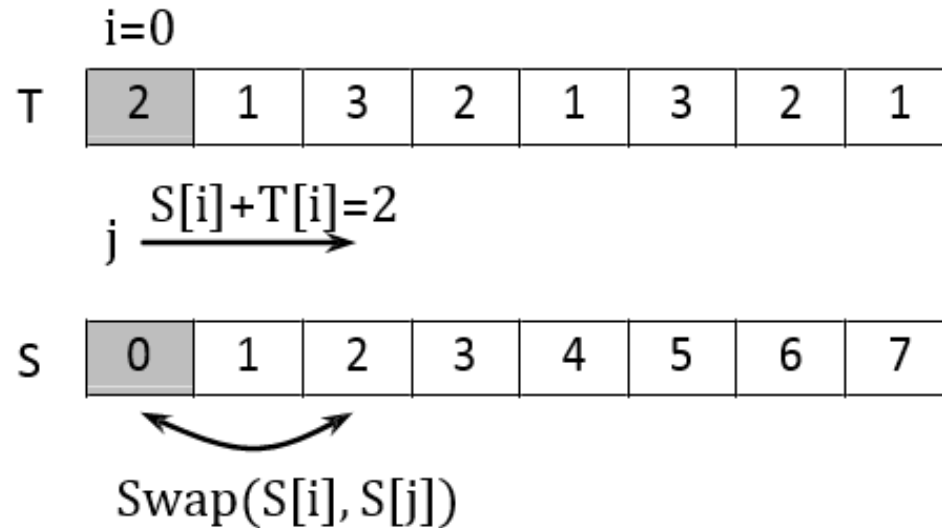 i=0
T 2 1 3 2 1 3 2 1
S[i]+T[i]=2
j
S 0 1 2 3 4 5 6 7
Swap(S[i], S[j])